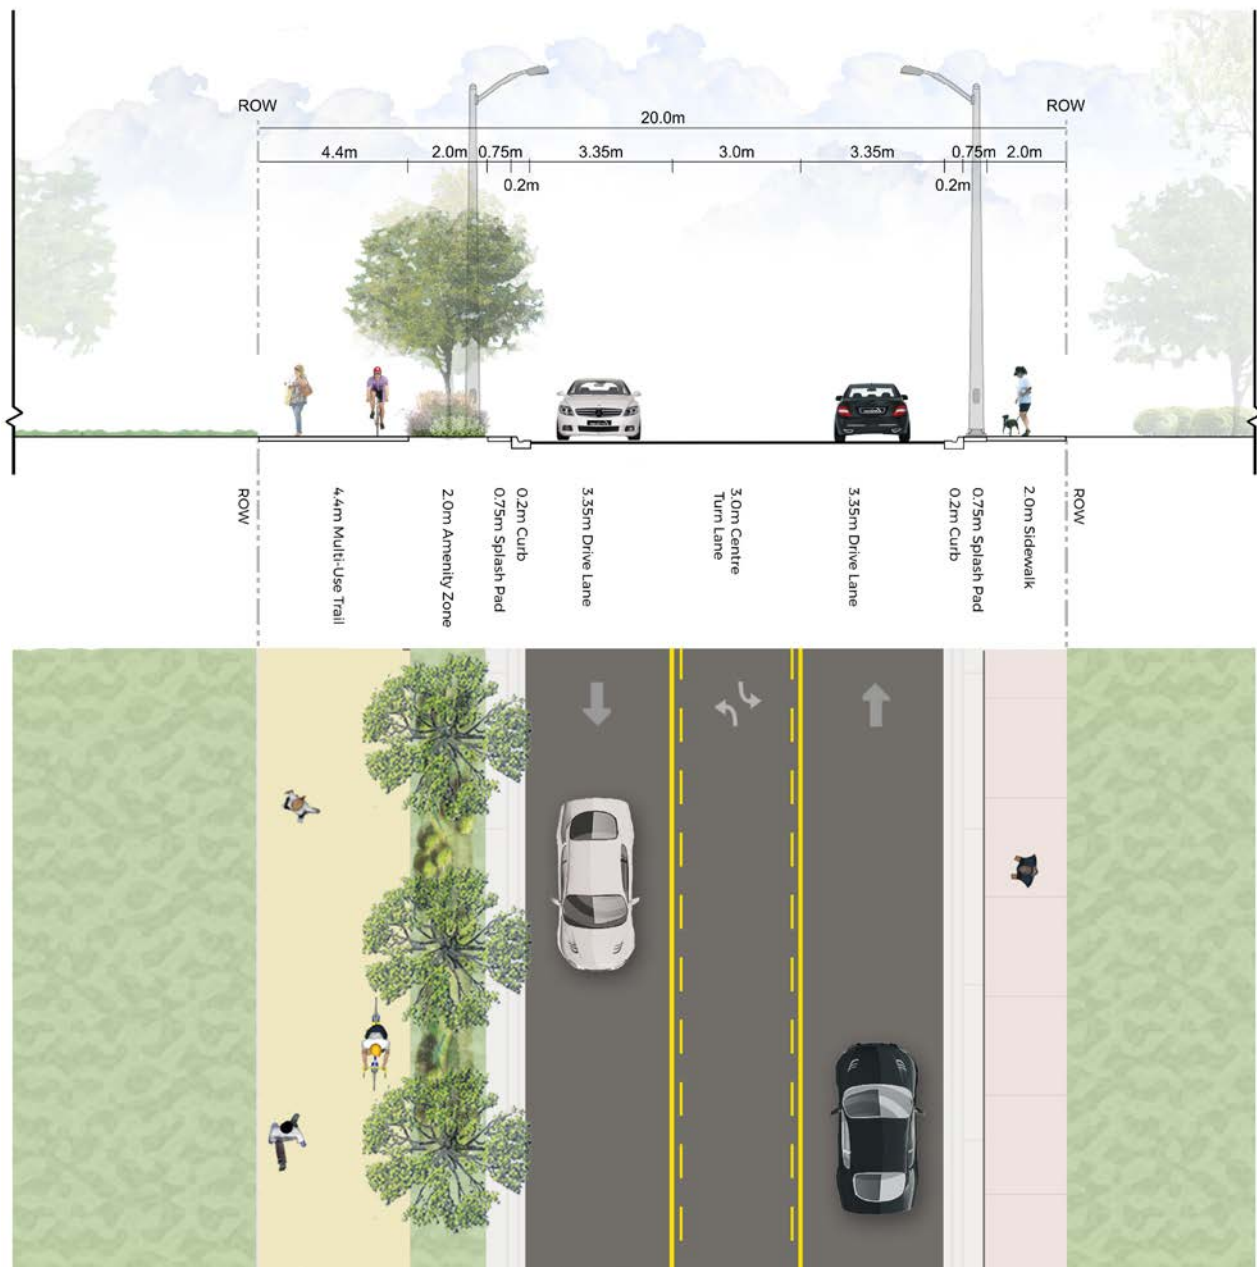 ROW
ROW
20.0m
4.4m
2.0m
0.75m
3.35m
3.0m
3.35m
0.75m
2.0m
0.2m
0.2m
ROW
4.4m Multi-Use Trail
2.0m Amenity Zone
0.75m Splash Pad
0.2m Curb
3.35m Drive Lane
3.0m Centre
Turn Lane
3.35m Drive Lane
0.2m Curb
0.75m Splash Pad
2.0m Sidewalk
ROW